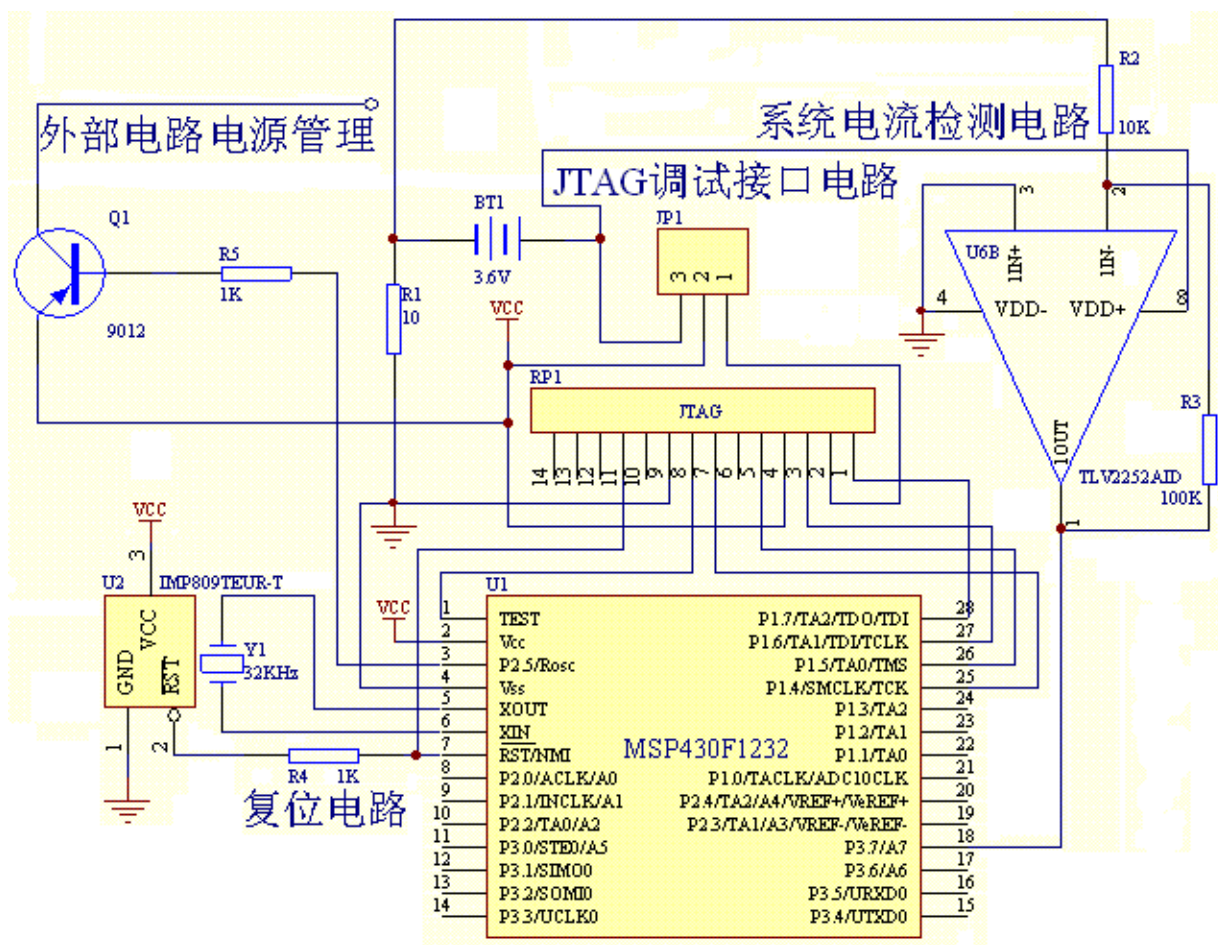 R2
10K
系统电流检测电路
外部电路电源管理
JTAG调试接口电路
3
2
Q1
BT1
3.6V
JP1
3
2
1
U6B
1IN+
1IN-
R5
1K
R1
10
VCC
4
VDD-
VDD+
8
9012
RP1
JTAG
R3
100K
14
13
12
11
10
9
8
7
6
5
4
3
2
1
1OUT
TLV2252AID
1
VCC
3
U2
IMP809TEUR-T
VCC
GND
VCC
RST
Y1
32KHz
1
2
R4
1K
复位电路
U1
MSP430F1232
1
TEST
2
Vcc
3
P2.5/Rosc
4
Vss
5
XOUT
6
XIN
7
RST/NMI
8
P2.0/ACLK/A0
9
P2.1/INCLK/A1
10
P2.2/TA0/A2
11
P3.0/STE0/A5
12
P3.1/SIMO0
13
P3.2/SOMI0
14
P3.3/UCLK0
28
P1.7/TA2/TDO/TDI
27
P1.6/TA1/TDI/TCLK
26
P1.5/TA0/TMS
25
P1.4/SMCLK/TCK
24
P1.3/TA2
23
P1.2/TA1
22
P1.1/TA0
21
P1.0/TACLK/ADC10CLK
20
P2.4/TA2/A4/VREF+/VeREF+
19
P2.3/TA1/A3/VREF-/VeREF-
18
P3.7/A7
17
P3.6/A6
16
P3.5/URXD0
15
P3.4/UTXD0